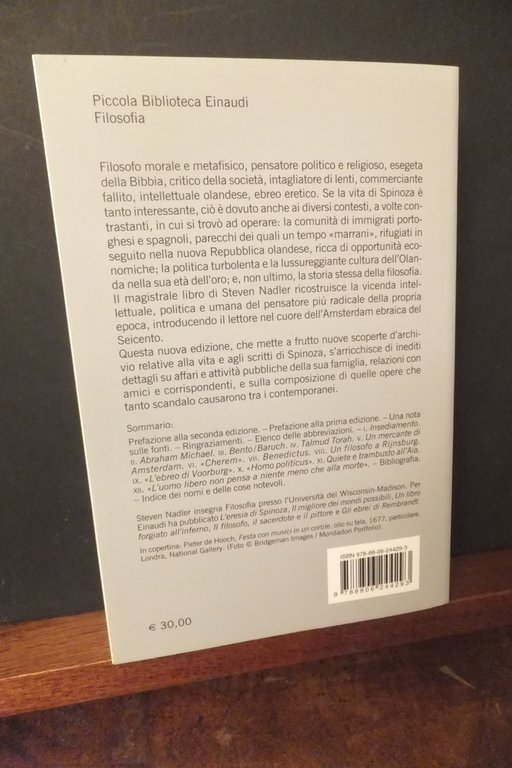 Piccola Biblioteca Einaudi
Filosofia
Filosofo morale e metafisico, pensatore politico e religioso, esegeta
della Bibbia, critico della società, intagliatore di lenti, commerciante
fallito, intellettuale olandese, ebreo eretico. Se la vita di Spinoza è
tanto interessante, ciò è dovuto anche ai diversi contesti, a volte con-
trastanti, in cui si trovò ad operare: la comunità di immigrati porto-
ghesi e spagnoli, parecchi dei quali un tempo «marrani», rifugiati in
seguito nella nuova Repubblica olandese, ricca di opportunità eco-
nomiche; la politica turbolenta e la lussureggiante cultura dell'Olan-
da nella sua età dell'oro; e, non ultimo, la storia stessa della filosofia.
Il magistrale libro di Steven Nadler ricostruisce la vicenda intel-
lettuale, politica e umana del pensatore piú radicale della propria
epoca, introducendo il lettore nel cuore dell'Amsterdam ebraica del
Seicento.
Questa nuova edizione, che mette a frutto nuove scoperte d'archi-
vio relative alla vita e agli scritti di Spinoza, s'arricchisce di inediti
dettagli su affari e attività pubbliche della sua famiglia, relazioni con
amici e corrispondenti, e sulla composizione di quelle opere che
tanto scandalo causarono tra i contemporanei.
Sommario:
Prefazione alla seconda edizione. – Prefazione alla prima edizione. – Una nota
sulle fonti. – Ringraziamenti. – Elenco delle abbreviazioni. – I. Insediamento.
II. Abraham Michael. III. Bento/Baruch. IV. Talmud Torah. V. Un mercante di
Amsterdam. VI. «Cherem». VII. Benedictus. VIII. Un filosofo a Rijnsburg.
IX. «L'ebreo di Voorburg». X. «Homo politicus». XI. Quiete e trambusto all'Aia.
XII. «L'uomo libero non pensa a niente meno che alla morte». – Bibliografia.
– Indice dei nomi e delle cose notevoli.
Steven Nadler insegna Filosofia presso l'Università del Wisconsin-Madison. Per
Einaudi ha pubblicato L'eresia di Spinoza, Il migliore dei mondi possibili, Un libro
forgiato all'inferno, Il filosofo, il sacerdote e il pittore e Gli ebrei di Rembrandt.
In copertina: Pieter de Hooch, Festa con musici in un cortile, olio su tela, 1677, particolare.
Londra, National Gallery. (Foto © Bridgeman Images / Mondadori Portfolio).
ISBN 978-88-06-24429-3
9 788806 244293
€ 30,00